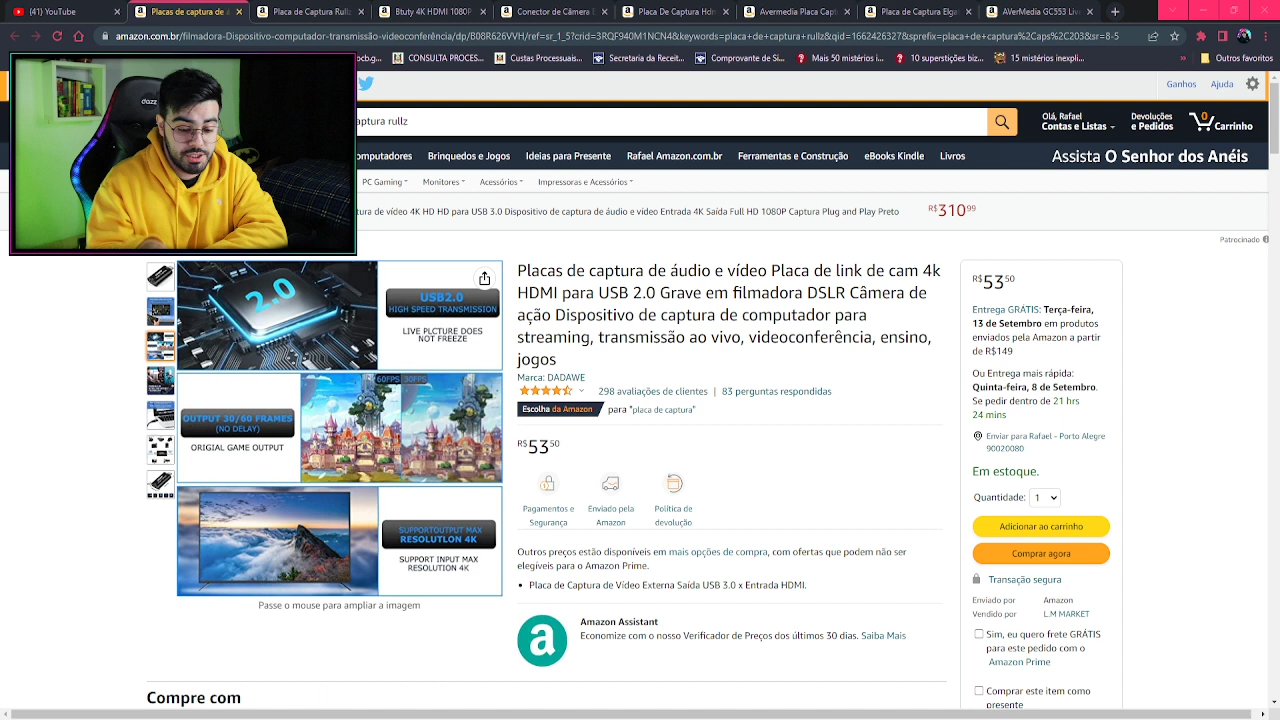 (41) YouTube
Placas de captura de á
Placa de Captura Rullz
Btuty 4K HDMI 1080P
Conector de Câmera E
Placa De Captura Hd
Avermedia Placa Capt
Placa de Captura Elga
AVerMedia GC553 Liv
amazon.com.br/filmadora-Dispositivo-computador-transmissão-videoconferência/dp/B08R626VVH/ref=sr_1_5?crid=3RQF940M1NCN4&keywords=placa+de+captura+rullz&qid=1662426327&sprefix=placa+de+captura%2Caps%2C203&sr=8-5
ocb.g...
CONSULTA PROCES...
Custas Processuais...
Secretaria da Receit...
Comprovante de Si...
Mais 50 mistérios i...
10 superstições biz...
15 mistérios inexpli...
Outros favoritos
dazz
Ganhos
Ajuda
aptura rullz
Olá, Rafael
Contas e Listas
Devoluções
e Pedidos
0
Carrinho
omputadores
Brinquedos e Jogos
Ideias para Presente
Rafael Amazon.com.br
Ferramentas e Construção
eBooks Kindle
Livros
Assista O Senhor dos Anéis
PC Gaming
Monitores
Acessórios
Impressoras e Acessórios
tura de vídeo 4K HD HD para USB 3.0 Dispositivo de captura de áudio e vídeo Entrada 4K Saída Full HD 1080P Captura Plug and Play Preto
R$31099
Patrocinado
2.0
USB2.0
HIGH SPEED TRANSMISSION
LIVE PLCTURE DOES
NOT FREEZE
60FPS
30FPS
OUTPUT 30/60 FRAMES
(NO DELAY)
ORIGIAL GAME OUTPUT
SUPPORTOUTPUT MAX
RESOLUTLON 4K
SUPPORT INPUT MAX
RESOLUTION 4K
Passe o mouse para ampliar a imagem
Placas de captura de áudio e vídeo Placa de link de cam 4k
HDMI para USB 2.0 Grave em filmadora DSLR Câmera de
ação Dispositivo de captura de computador para
streaming, transmissão ao vivo, videoconferência, ensino,
jogos
Marca: DADAWE
298 avaliações de clientes | 83 perguntas respondidas
Escolha da Amazon para "placa de captura"
R$5350
Pagamentos e
Segurança
Enviado pela
Amazon
Política de
devolução
Outros preços estão disponíveis em mais opções de compra, com ofertas que podem não ser
elegíveis para o Amazon Prime.
• Placa de Captura de Vídeo Externa Saída USB 3.0 x Entrada HDMI.
a
Amazon Assistant
Economize com o nosso Verificador de Preços dos últimos 30 dias. Saiba Mais
Compre com
R$5350
Entrega GRÁTIS: Terça-feira,
13 de Setembro em produtos
enviados pela Amazon a partir
de R$149
Ou Entrega mais rápida:
Quinta-feira, 8 de Setembro.
Se pedir dentro de 21 hrs
24 mins
Enviar para Rafael - Porto Alegre
90020080
Em estoque.
Quantidade: 1
Adicionar ao carrinho
Comprar agora
Transação segura
Enviado por Amazon
Vendido por L.M MARKET
Sim, eu quero frete GRÁTIS
para este pedido com o
Amazon Prime
Comprar este item como
presente